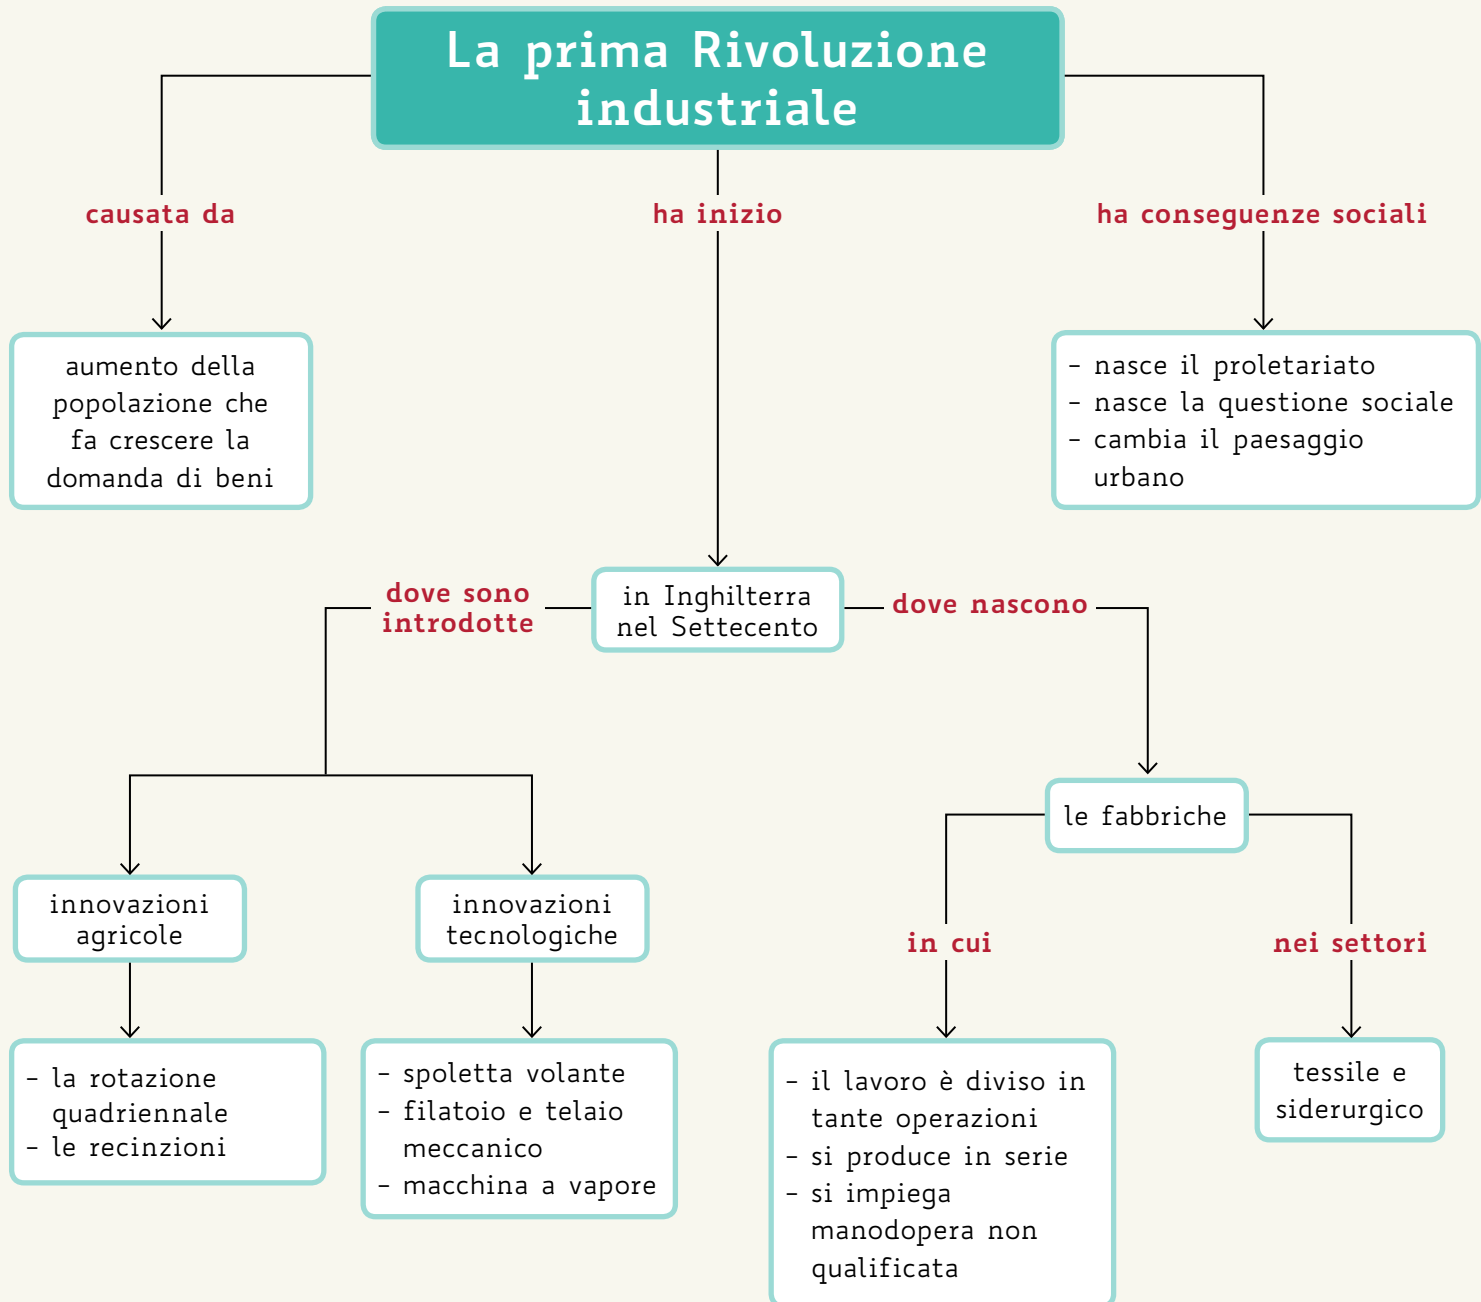 La prima Rivoluzione
industriale
causata da
ha inizio
ha conseguenze sociali
aumento della
popolazione che
fa crescere la
domanda di beni
- nasce il proletariato
- nasce la questione sociale
- cambia il paesaggio
urbano
dove sono
introdotte
in Inghilterra
nel Settecento
dove nascono
le fabbriche
innovazioni
agricole
innovazioni
tecnologiche
in cui
nei settori
- la rotazione
quadriennale
- le recinzioni
- spoletta volante
- filatoio e telaio
meccanico
- macchina a vapore
- il lavoro è diviso in
tante operazioni
- si produce in serie
- si impiega
manodopera non
qualificata
tessile e
siderurgico